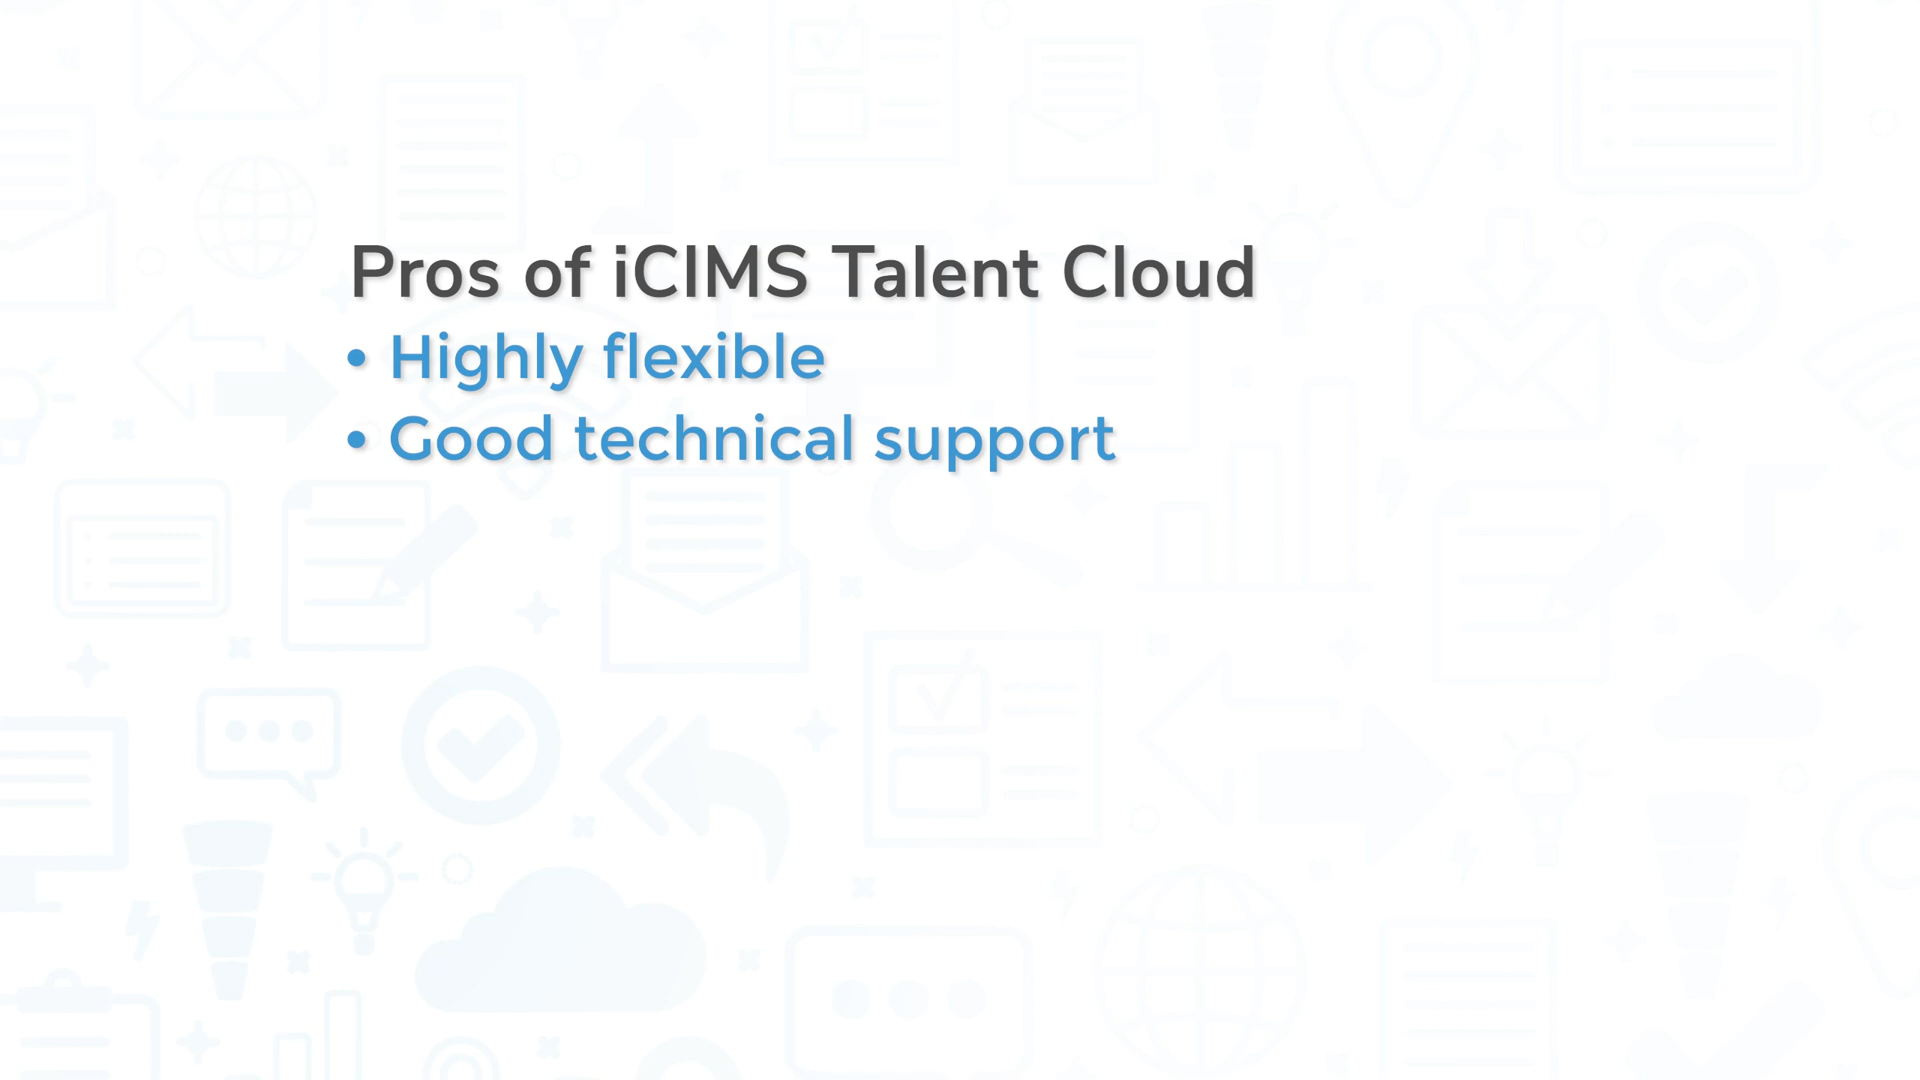 Pros of iCIMS Talent Cloud
• Highly flexible
• Good technical support